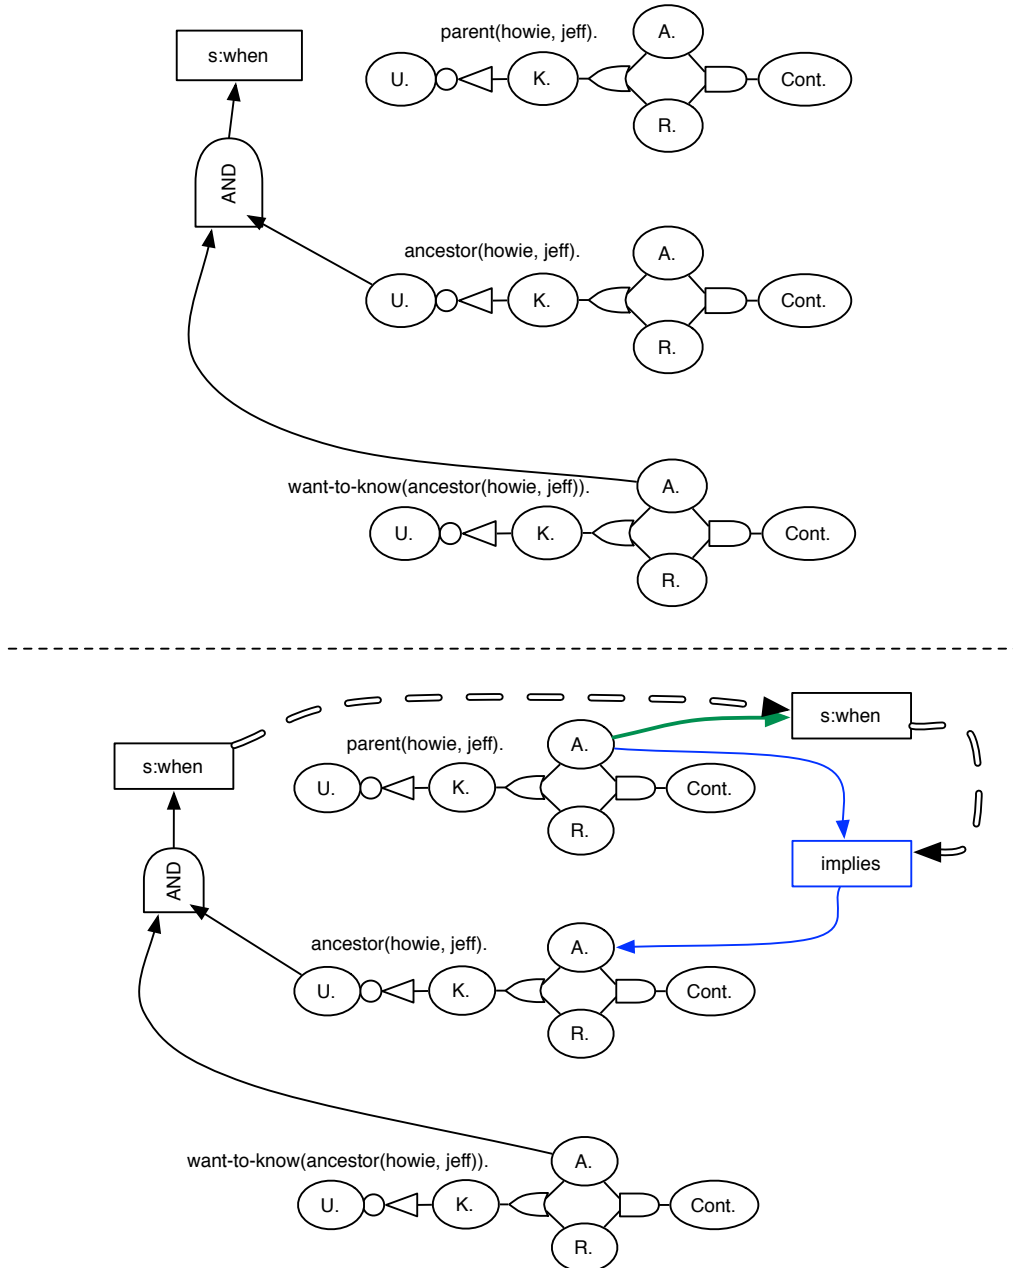 parent(howie, jeff).
A.
s:when
U.
K.
Cont.
R.
AND
ancestor(howie, jeff).
A.
U.
K.
Cont.
R.
want-to-know(ancestor(howie, jeff)).
A.
U.
K.
Cont.
R.
s:when
parent(howie, jeff).
A.
s:when
U.
K.
Cont.
R.
implies
AND
ancestor(howie, jeff).
A.
U.
K.
Cont.
R.
want-to-know(ancestor(howie, jeff)).
A.
U.
K.
Cont.
R.